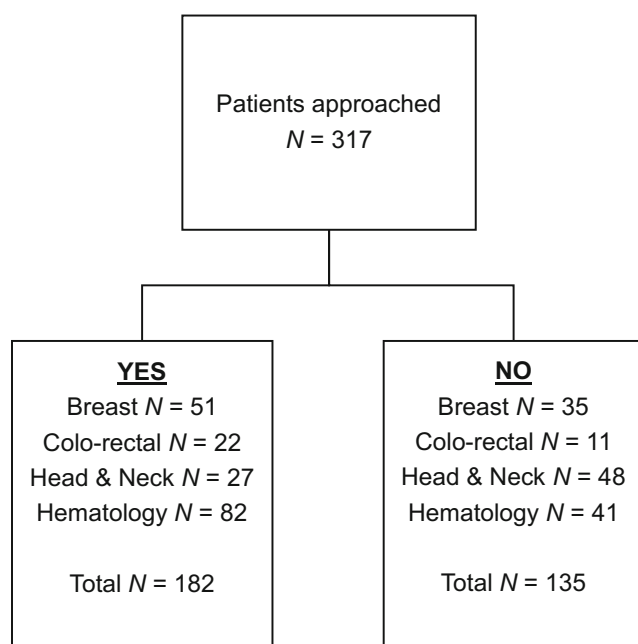 Patients approached
N = 317
YES
Breast N = 51
Colo-rectal N = 22
Head & Neck N = 27
Hematology N = 82
Total N = 182
NO
Breast N = 35
Colo-rectal N = 11
Head & Neck N = 48
Hematology N = 41
Total N = 135